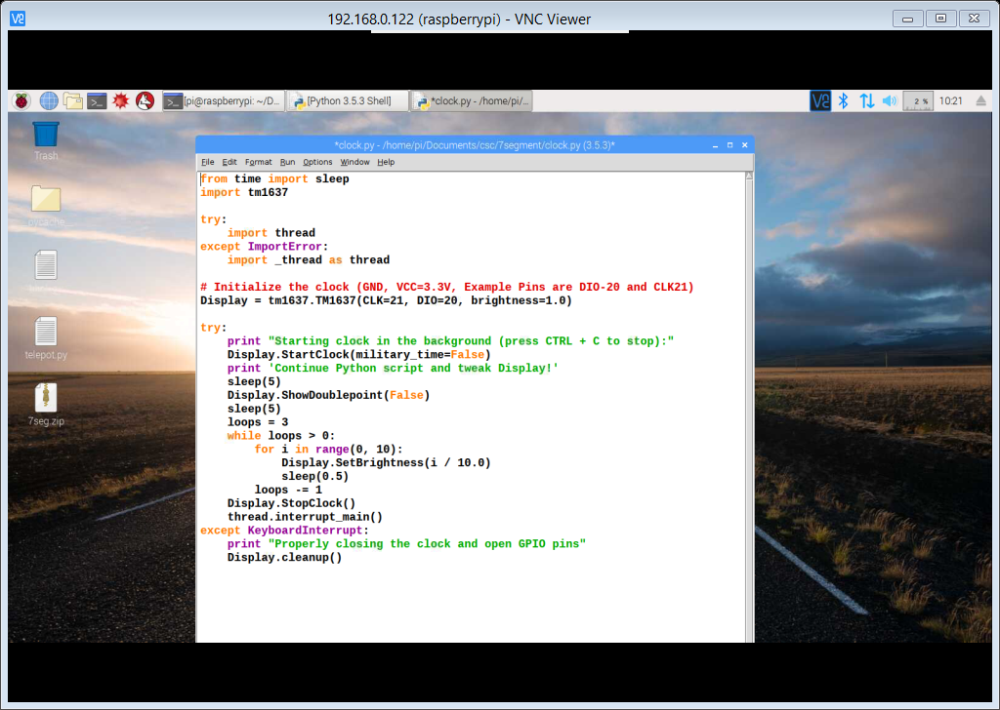 192.168.0.122 (raspberrypi) - VNC Viewer
[pi@raspberrypi: ~/D...
[Python 3.5.3 Shell]
*clock.py - /home/pi/...
2 %
10:21
Trash
telepot.py
7seg.zip
*clock.py - /home/pi/Documents/csc/7segment/clock.py (3.5.3)*
File Edit Format Run Options Window Help
from time import sleep
import tm1637
try:
    import thread
except ImportError:
    import _thread as thread
# Initialize the clock (GND, VCC=3.3V, Example Pins are DIO-20 and CLK21)
Display = tm1637.TM1637(CLK=21, DIO=20, brightness=1.0)
try:
    print "Starting clock in the background (press CTRL + C to stop):"
    Display.StartClock(military_time=False)
    print 'Continue Python script and tweak Display!'
    sleep(5)
    Display.ShowDoublepoint(False)
    sleep(5)
    loops = 3
    while loops > 0:
        for i in range(0, 10):
            Display.SetBrightness(i / 10.0)
            sleep(0.5)
        loops -= 1
    Display.StopClock()
    thread.interrupt_main()
except KeyboardInterrupt:
    print "Properly closing the clock and open GPIO pins"
    Display.cleanup()